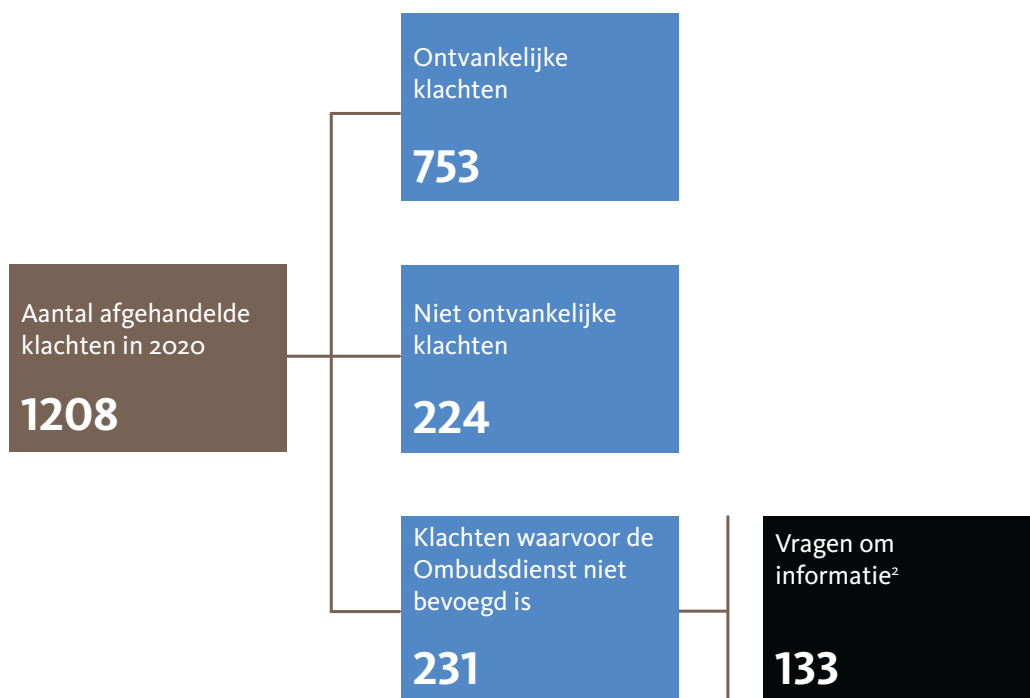 Ontvankelijke
klachten
753
Aantal afgehandelde
klachten in 2020
1208
Niet ontvankelijke
klachten
224
Klachten waarvoor de
Ombudsdienst niet
bevoegd is
231
Vragen om
informatie²
133